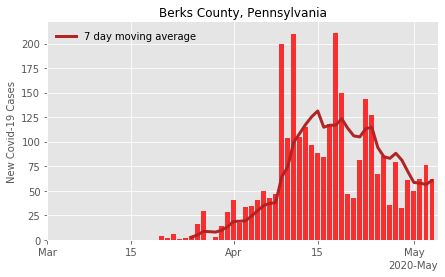 Berks County, Pennsylvania
7 day moving average
New Covid-19 Cases
200
175
150
125
100
75
50
25
0
Mar
15
Apr
15
May
2020-May